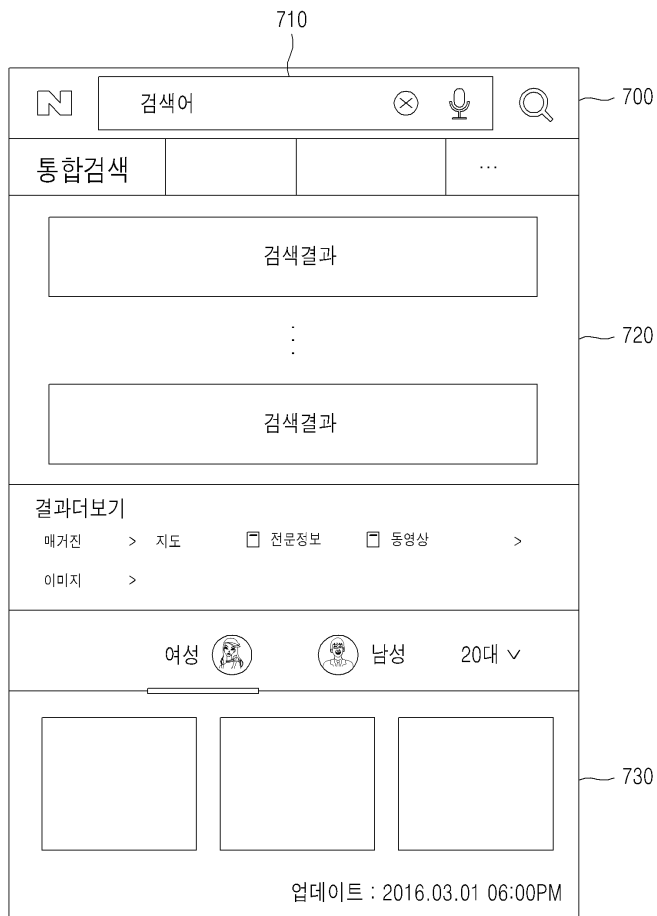 710
N 검색어
700
통합검색 ...
검색결과
720
검색결과
결과더보기
매거진 > 지도 전문정보 동영상 >
이미지 >
여성 남성 20대
730
업데이트 : 2016.03.01 06:00PM